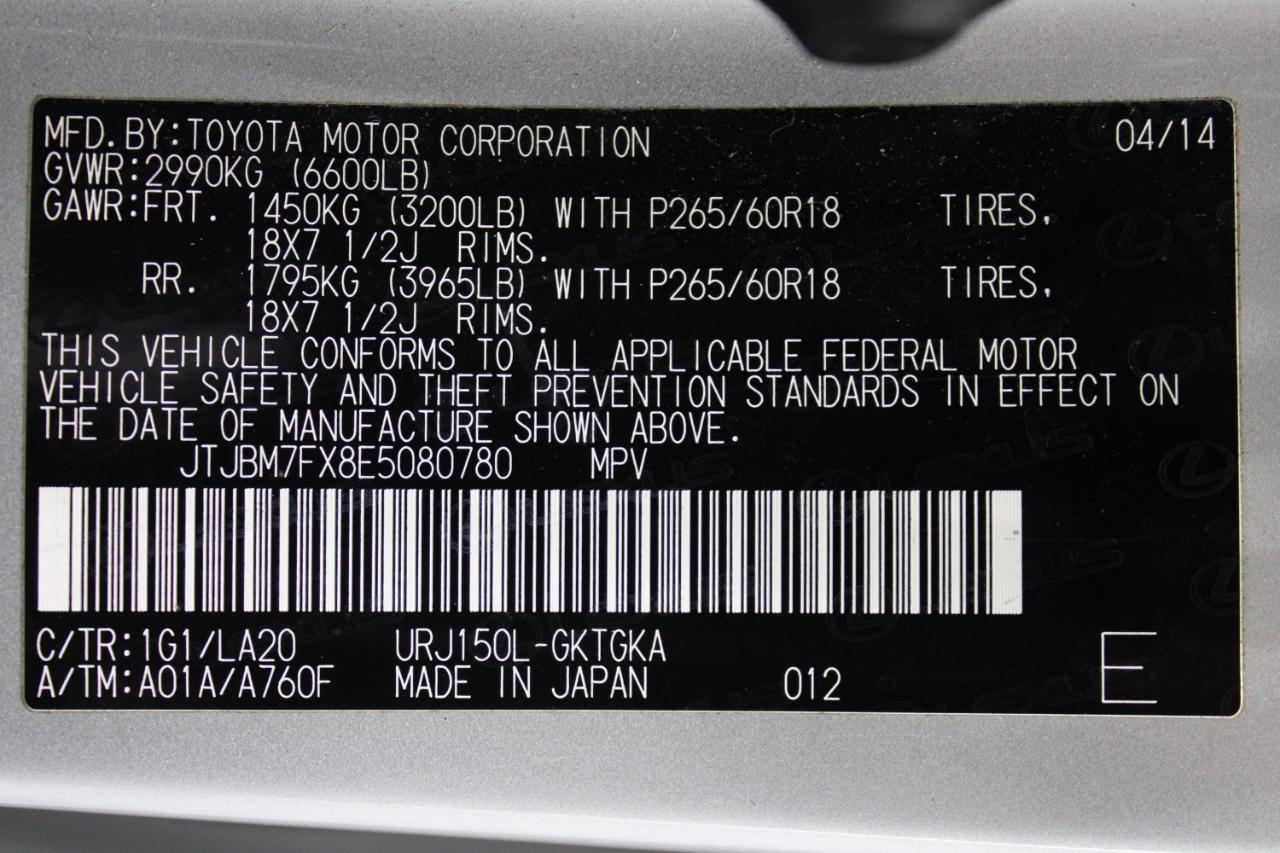 MFD.BY:TOYOTA MOTOR CORPORATION 04/14
GVWR:2990KG (6600LB)
GAWR:FRT. 1450KG (3200LB) WITH P265/60R18 TIRES,
18X7 1/2J RIMS.
RR. 1795KG (3965LB) WITH P265/60R18 TIRES,
18X7 1/2J RIMS.
THIS VEHICLE CONFORMS TO ALL APPLICABLE FEDERAL MOTOR
VEHICLE SAFETY AND THEFT PREVENTION STANDARDS IN EFFECT ON
THE DATE OF MANUFACTURE SHOWN ABOVE.
JTJBM7FX8E5080780 MPV
C/TR:1G1/LA20 URJ150L-GKTGKA
A/TM:A01A/A760F MADE IN JAPAN 012 E